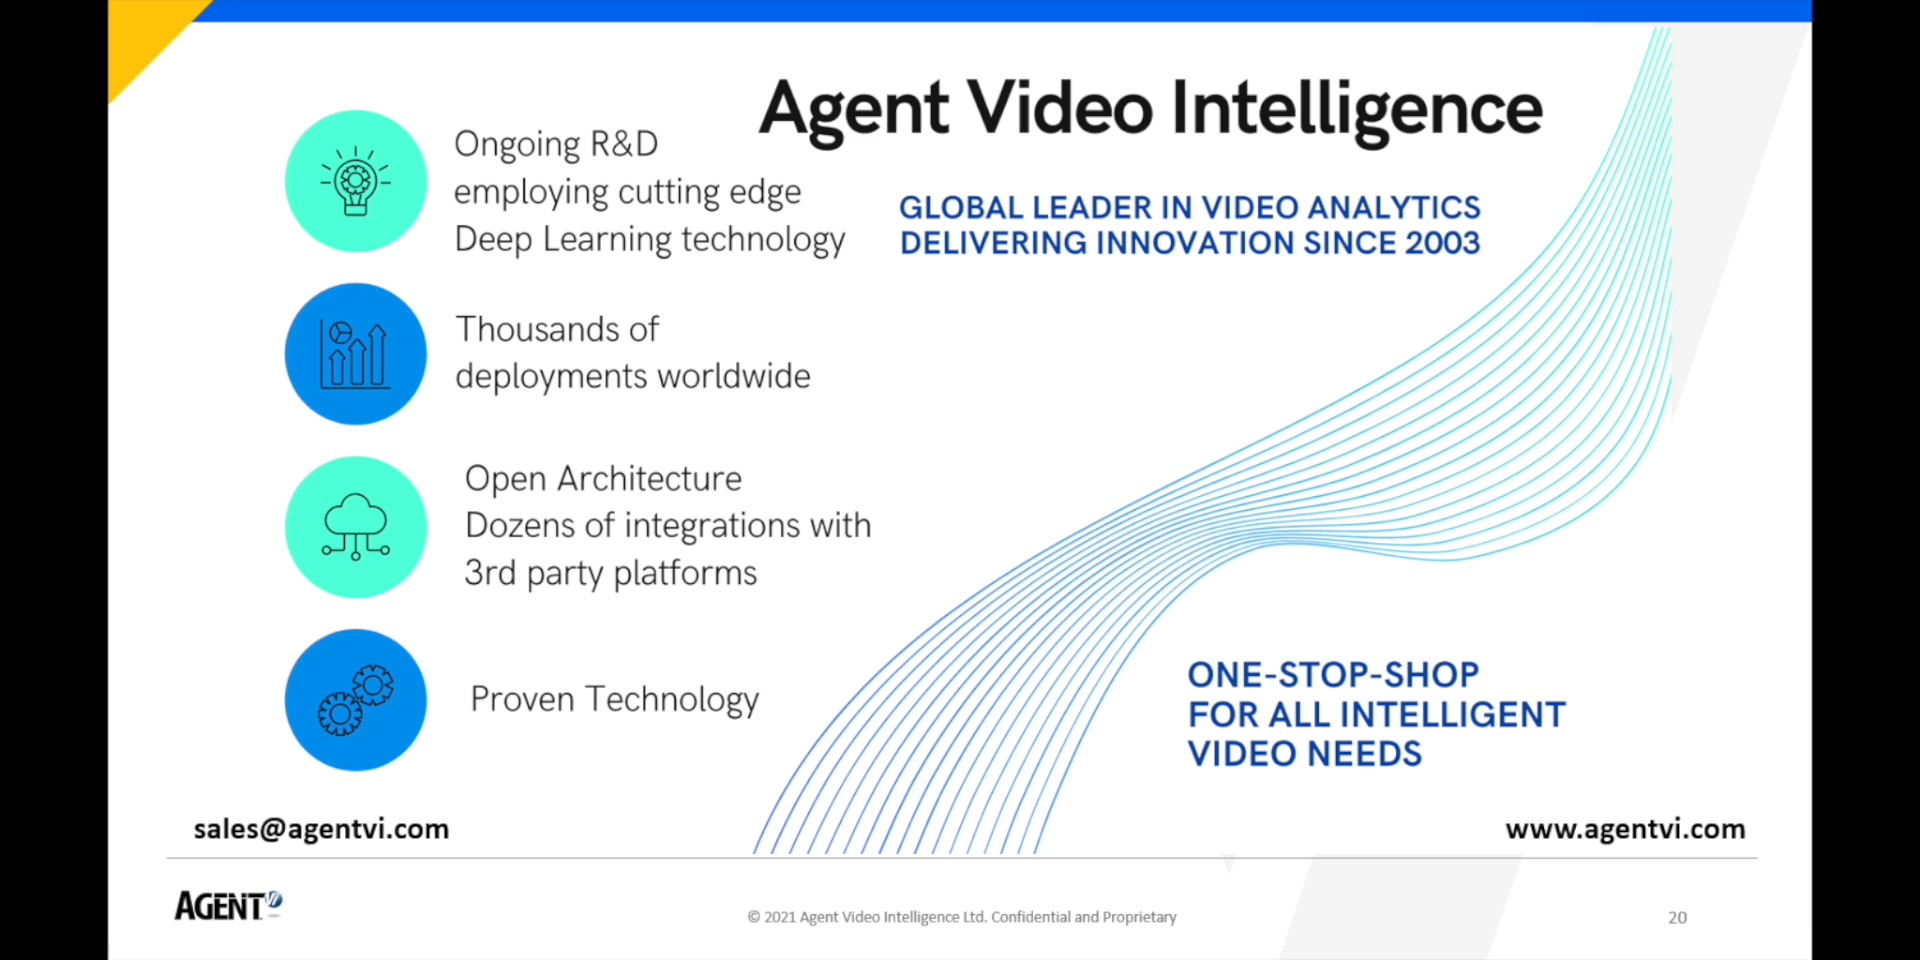 Agent Video Intelligence
GLOBAL LEADER IN VIDEO ANALYTICS
DELIVERING INNOVATION SINCE 2003
Ongoing R&D
employing cutting edge
Deep Learning technology
Thousands of
deployments worldwide
Open Architecture
Dozens of integrations with
3rd party platforms
Proven Technology
ONE-STOP-SHOP
FOR ALL INTELLIGENT
VIDEO NEEDS
sales@agentvi.com
www.agentvi.com
AGENT Vi
© 2021 Agent Video Intelligence Ltd. Confidential and Proprietary
20